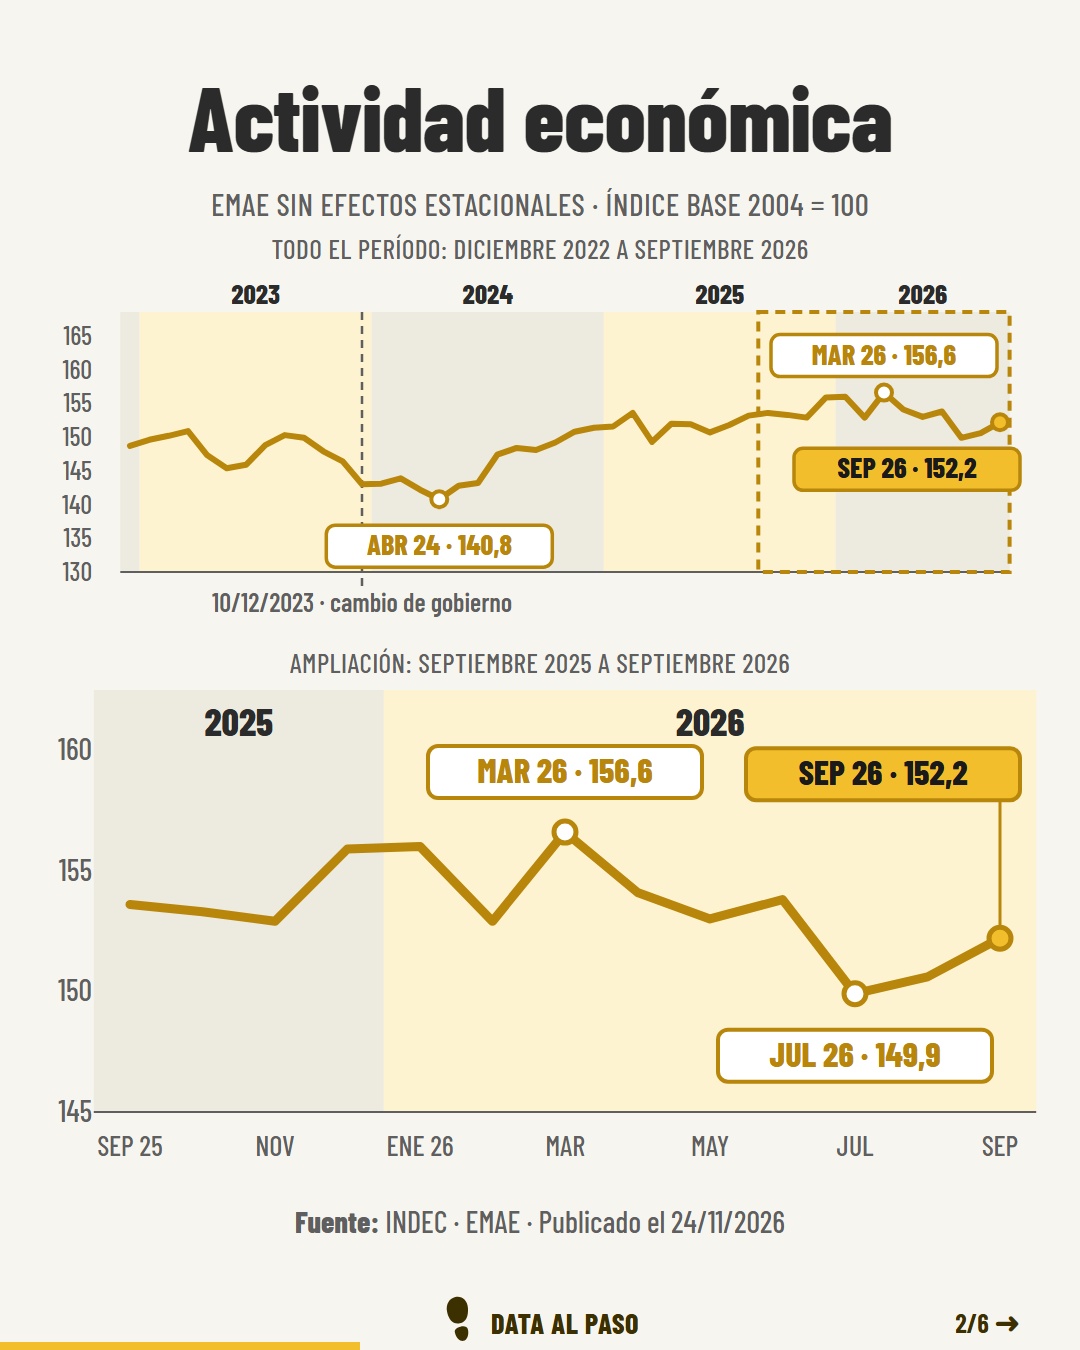 Actividad económica
EMAE SIN EFECTOS ESTACIONALES · ÍNDICE BASE 2004 = 100
TODO EL PERÍODO: DICIEMBRE 2022 A SEPTIEMBRE 2026
2023 2024 2025 2026
165
160
155
150
145
140
135
130
MAR 26 · 156,6
SEP 26 · 152,2
ABR 24 · 140,8
10/12/2023 · cambio de gobierno
AMPLIACIÓN: SEPTIEMBRE 2025 A SEPTIEMBRE 2026
2025 2026
160
155
150
145
MAR 26 · 156,6
SEP 26 · 152,2
JUL 26 · 149,9
SEP 25 NOV ENE 26 MAR MAY JUL SEP
Fuente: INDEC · EMAE · Publicado el 24/11/2026
DATA AL PASO
2/6 →